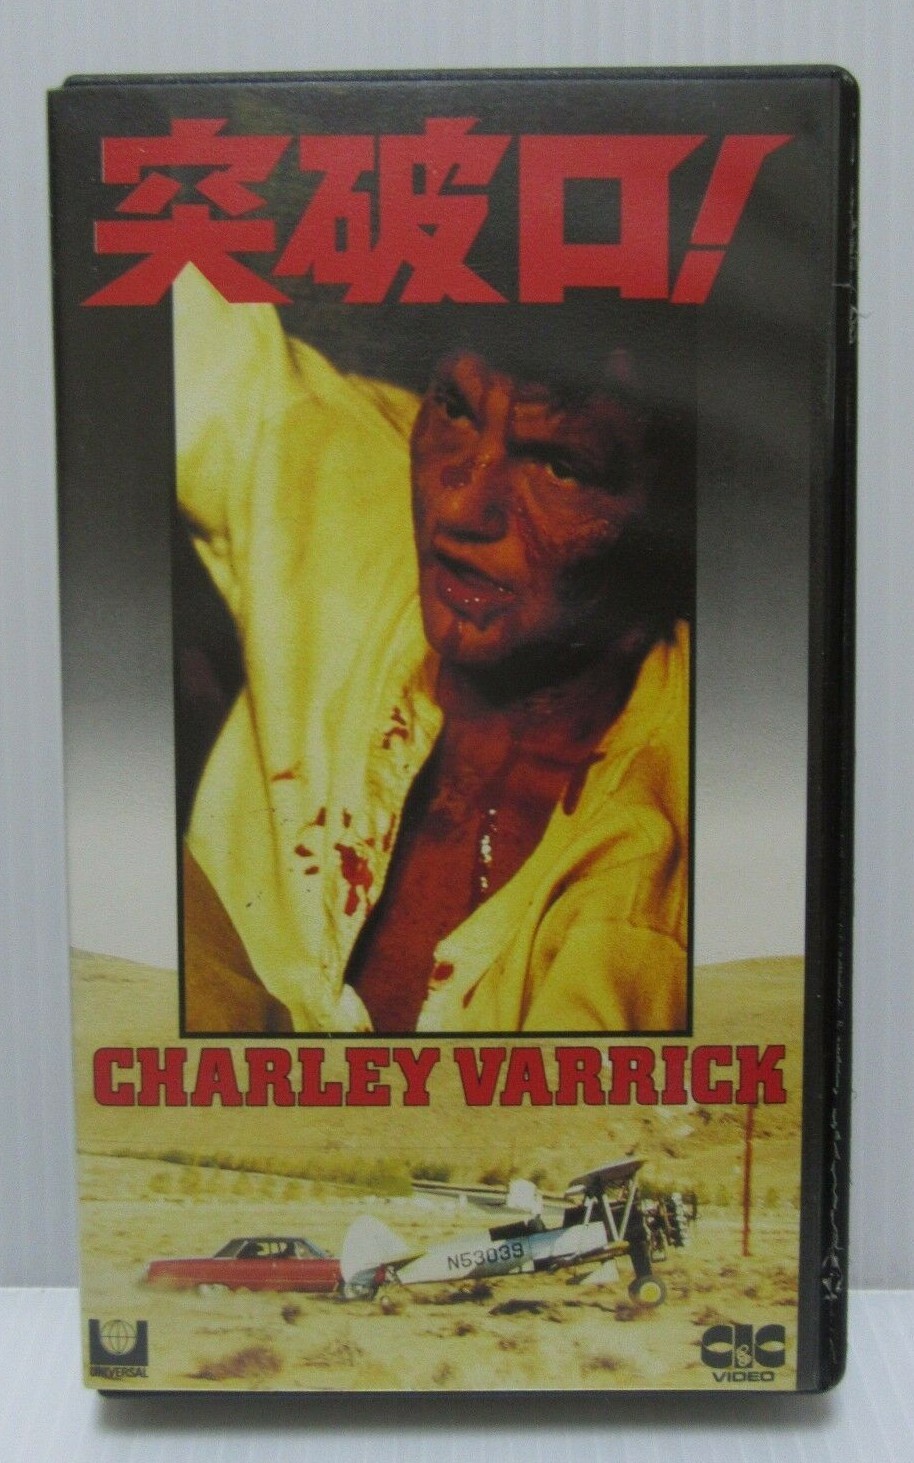 突破口!
CHARLEY VARRICK
N53039
UNIVERSAL
CIC
VIDEO